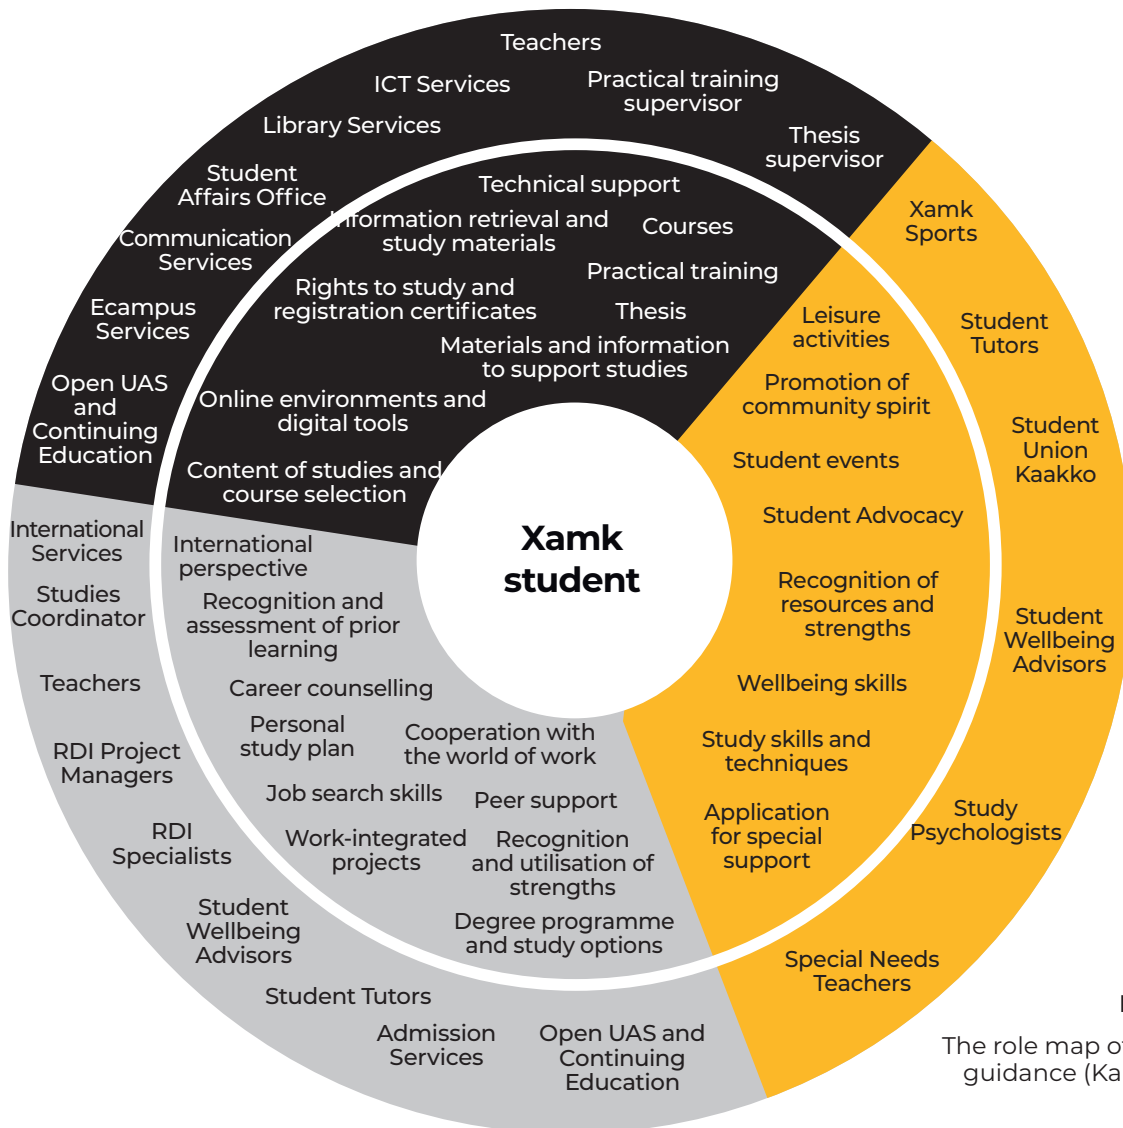 Teachers
ICT Services
Practical training
supervisor
Library Services
Thesis
supervisor
Student
Affairs Office
Communication
Services
Ecampus
Services
Open UAS
and
Continuing
Education
Technical support
Information retrieval and
study materials
Courses
Practical training
Rights to study and
registration certificates
Thesis
Materials and information
to support studies
Online environments and
digital tools
Content of studies and
course selection
Xamk
Sports
Student
Tutors
Student
Union
Kaakko
Student
Wellbeing
Advisors
Study
Psychologists
Special Needs
Teachers
Leisure
activities
Promotion of
community spirit
Student events
Student Advocacy
Recognition of
resources and
strengths
Wellbeing skills
Study skills and
techniques
Application
for special
support
Xamk
student
International
Services
Studies
Coordinator
Teachers
RDI Project
Managers
RDI
Specialists
Student
Wellbeing
Advisors
Student Tutors
Admission
Services
Open UAS and
Continuing
Education
International
perspective
Recognition and
assessment of prior
learning
Career counselling
Personal
study plan
Cooperation with
the world of work
Job search skills
Peer support
Work-integrated
projects
Recognition
and utilisation of
strengths
Degree programme
and study options
The role map of
guidance (Ka